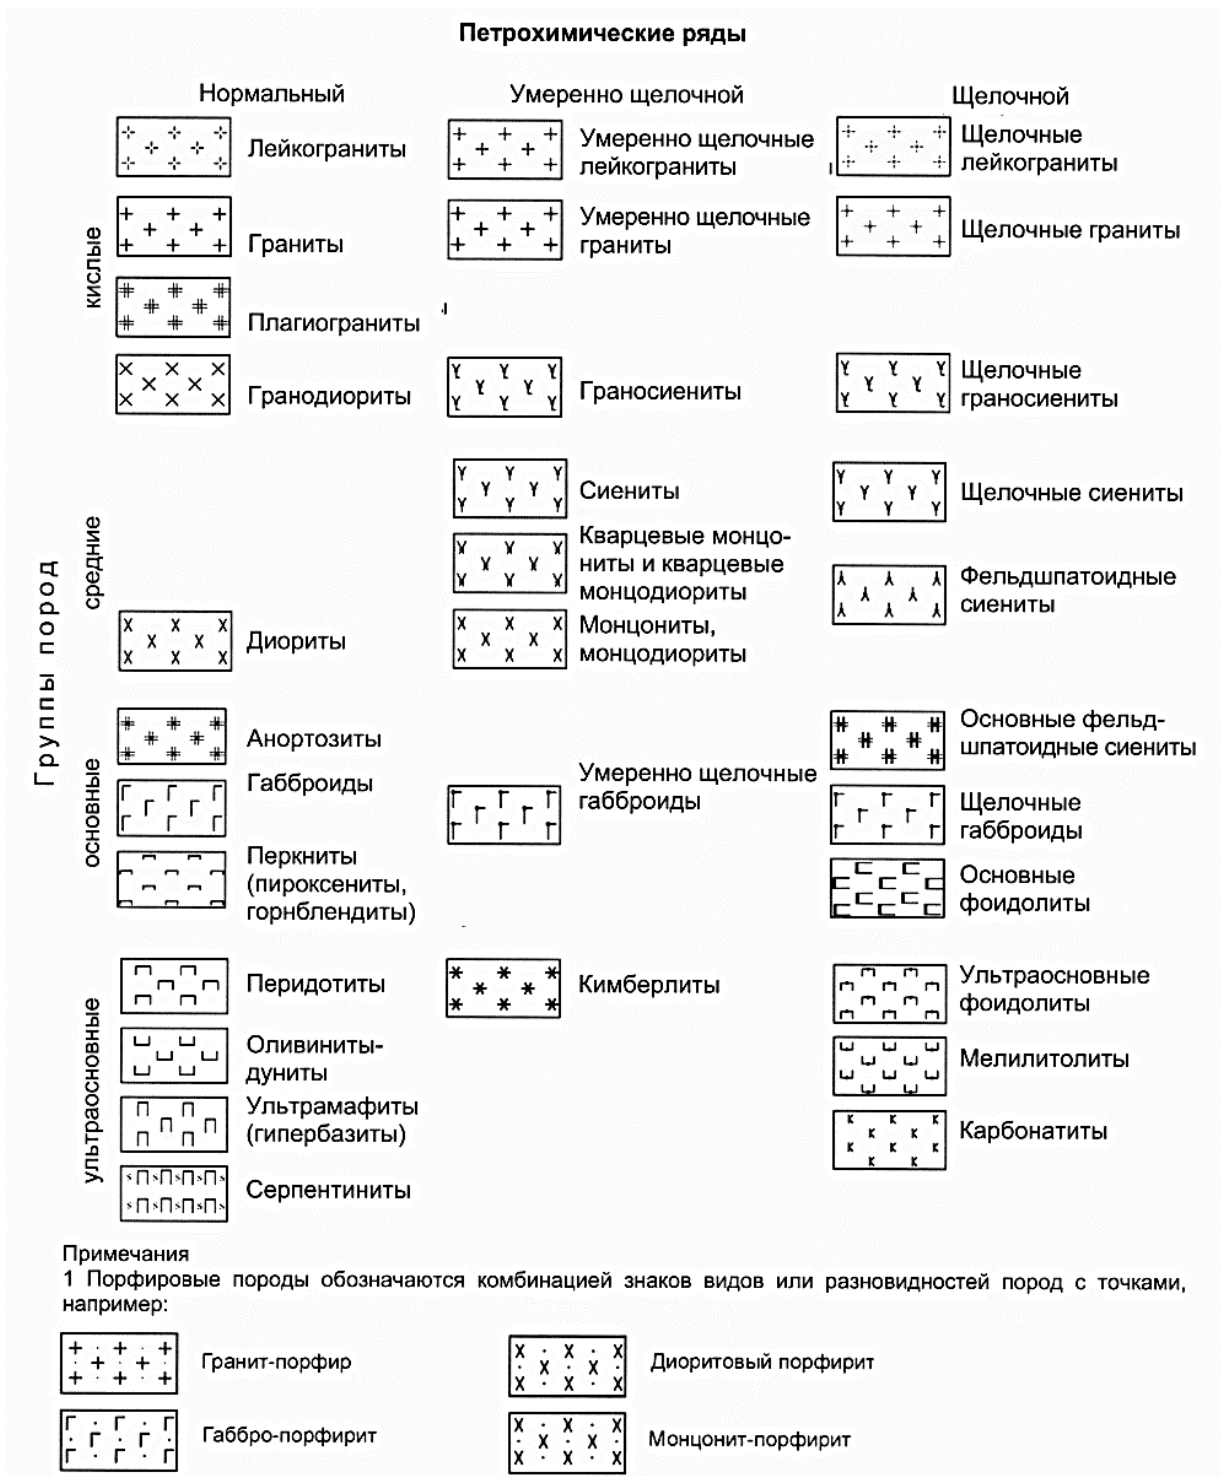 Петрохимические ряды
Нормальный
Умеренно щелочной
Щелочной
Группы пород
кислые
Лейкограниты
Умеренно щелочные
лейкограниты
Щелочные
лейкограниты
Граниты
Умеренно щелочные
граниты
Щелочные граниты
Плагиограниты
Гранодиориты
Граносиениты
Щелочные
граносиениты
средние
Сиениты
Щелочные сиениты
Кварцевые монцо-
ниты и кварцевые
монцодиориты
Фельдшпатоидные
сиениты
Диориты
Монцониты,
монцодиориты
основные
Анортозиты
Основные фельд-
шпатоидные сиениты
Габброиды
Умеренно щелочные
габброиды
Щелочные
габброиды
Перкниты
(пироксениты,
горнблендиты)
Основные
фоидолиты
ультраосновные
Перидотиты
Кимберлиты
Ультраосновные
фоидолиты
Оливиниты-
дуниты
Мелилитолиты
Ультрамафиты
(гипербазиты)
Карбонатиты
Серпентиниты
Примечания
1 Порфировые породы обозначаются комбинацией знаков видов или разновидностей пород с точками,
например:
Гранит-порфир
Диоритовый порфирит
Габбро-порфирит
Монцонит-порфирит